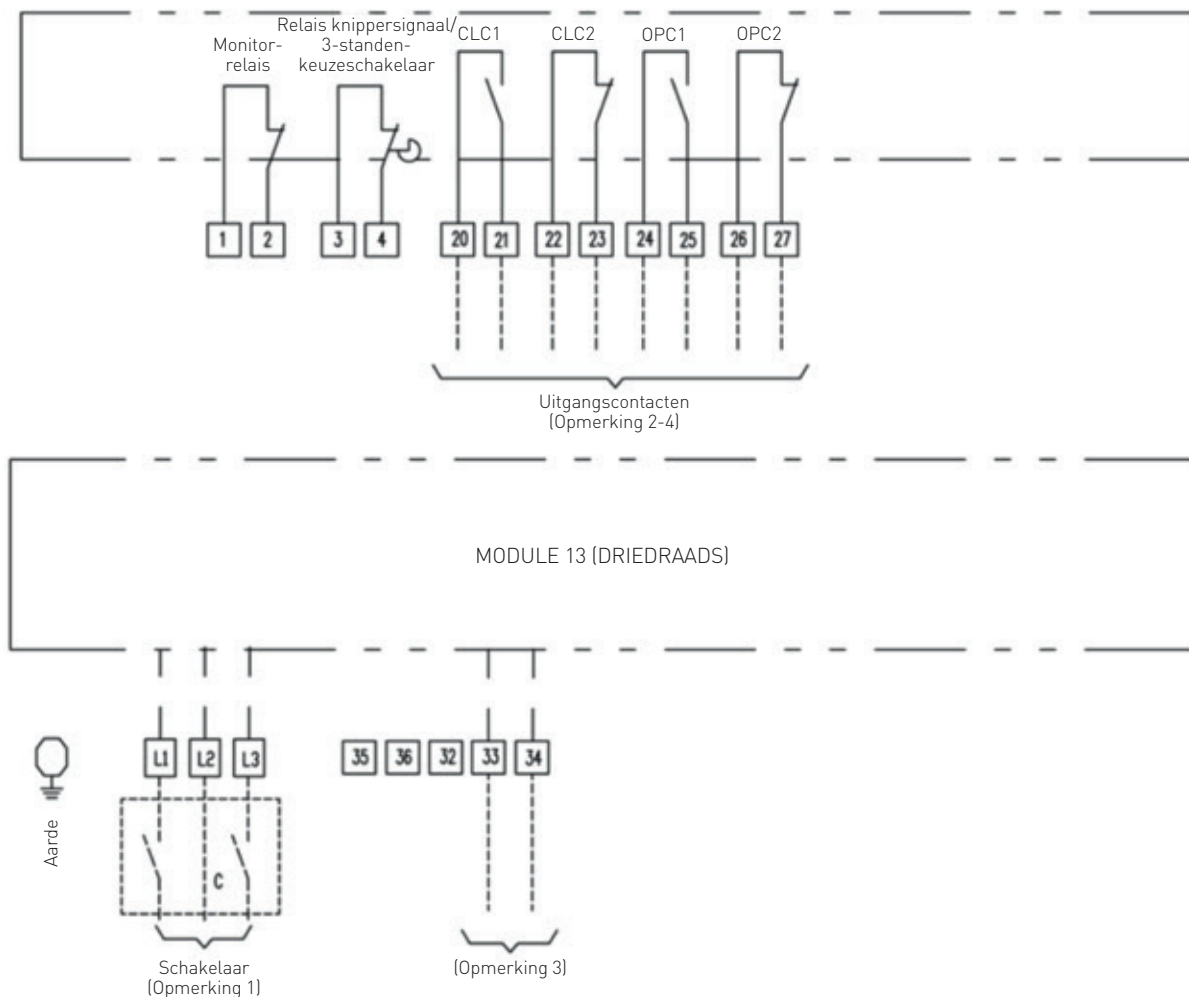 Relais knippersignaal/
Monitor-
relais
3-standen-
keuzeschakelaar
CLC1
CLC2
OPC1
OPC2
1
2
3
4
20
21
22
23
24
25
26
27
Uitgangscontacten
(Opmerking 2-4)
MODULE 13 (DRIEDRAADS)
L1
L2
L3
35
36
32
33
34
Aarde
C
Schakelaar
(Opmerking 1)
(Opmerking 3)